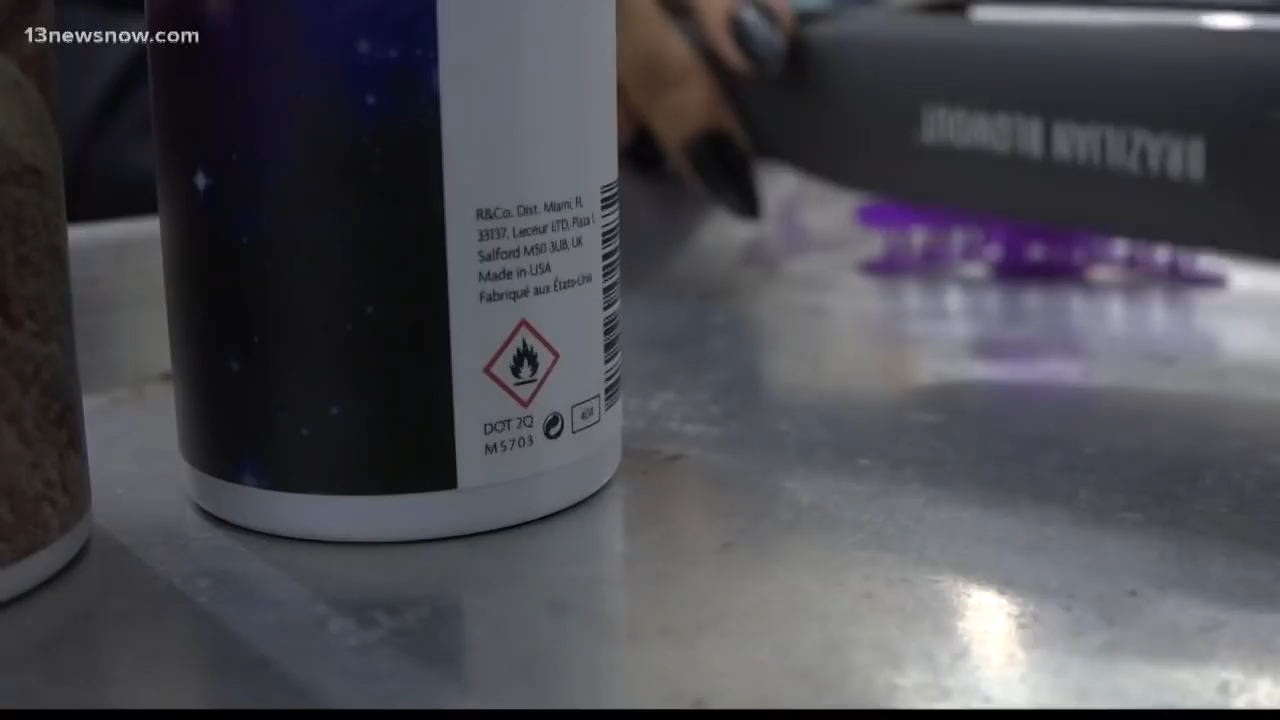 13newsnow.com
BRAZILIAN BLOWOUT
R&Co. Dist. Miami, FL
33137, Leceur LTD, Plaza 1,
Salford M50 3UB, UK
Made in USA
Fabriqué aux États-Unis
DOT 2Q
M5703